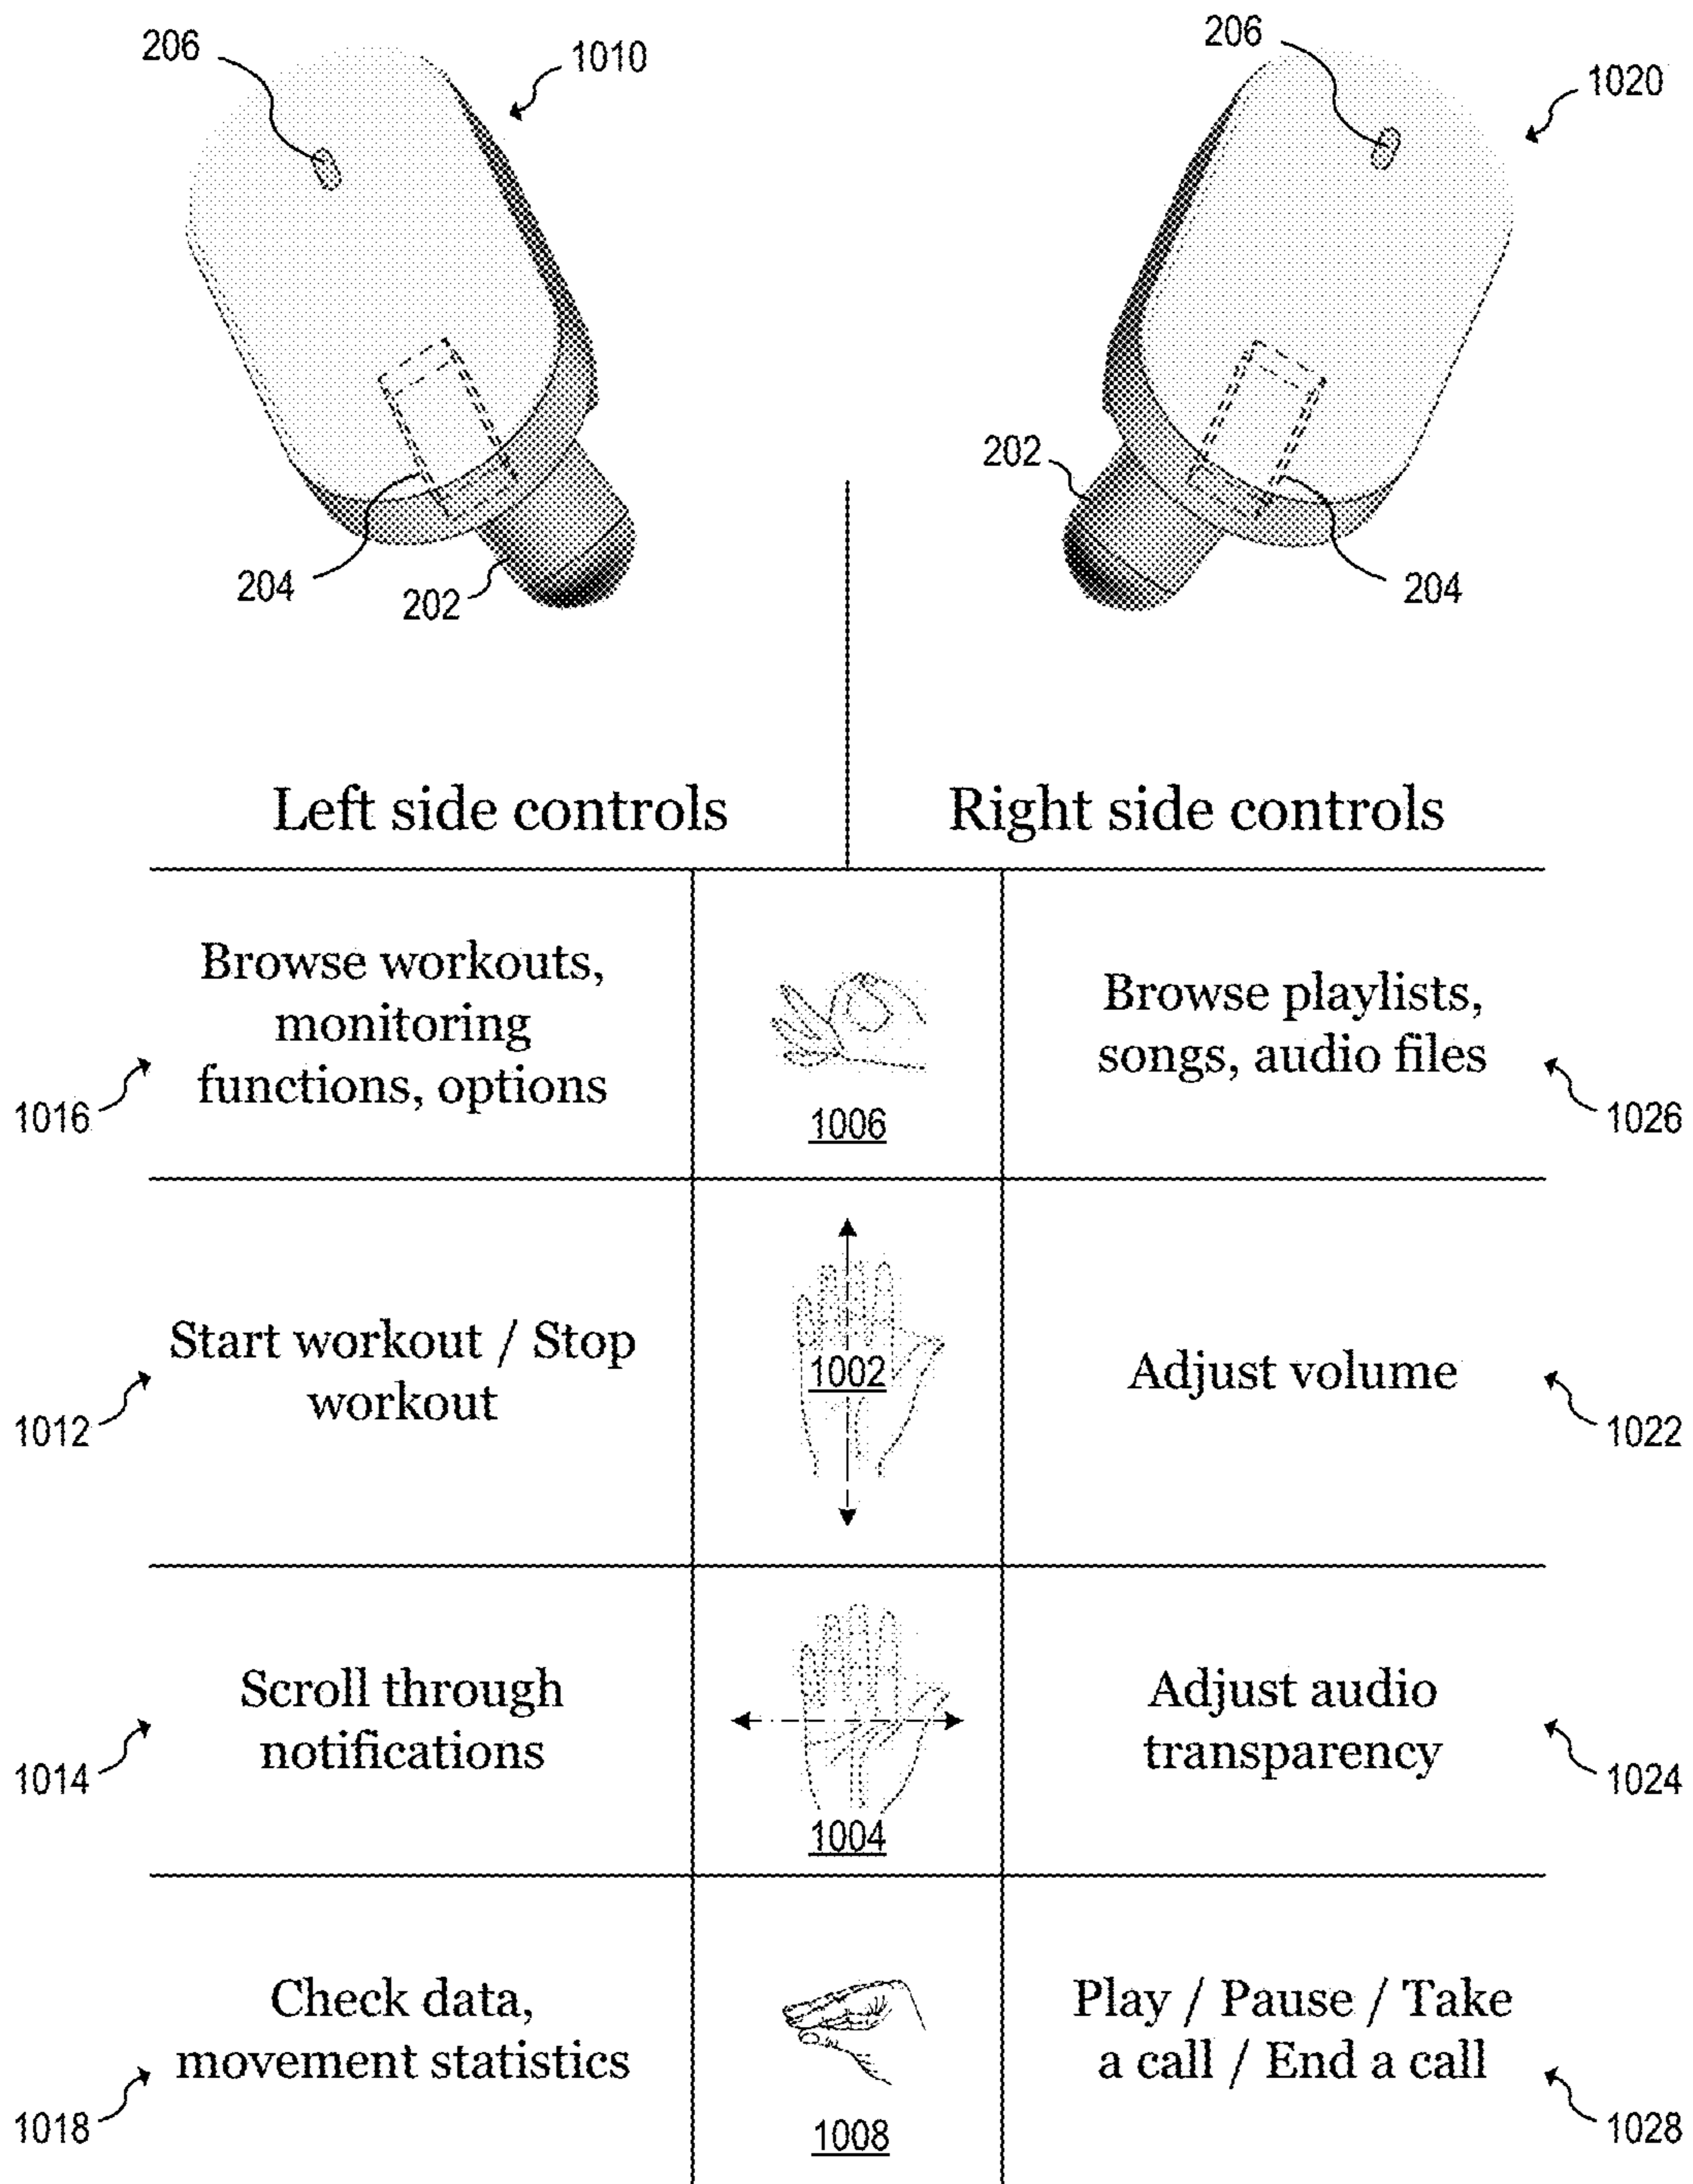 206
1010
206
1020
202
204
202
204
Left side controls
Right side controls
Browse workouts,
monitoring
functions, options
1016
1006
Browse playlists,
songs, audio files
1026
Start workout / Stop
workout
1012
1002
Adjust volume
1022
Scroll through
notifications
1014
1004
Adjust audio
transparency
1024
Check data,
movement statistics
1018
1008
Play / Pause / Take
a call / End a call
1028